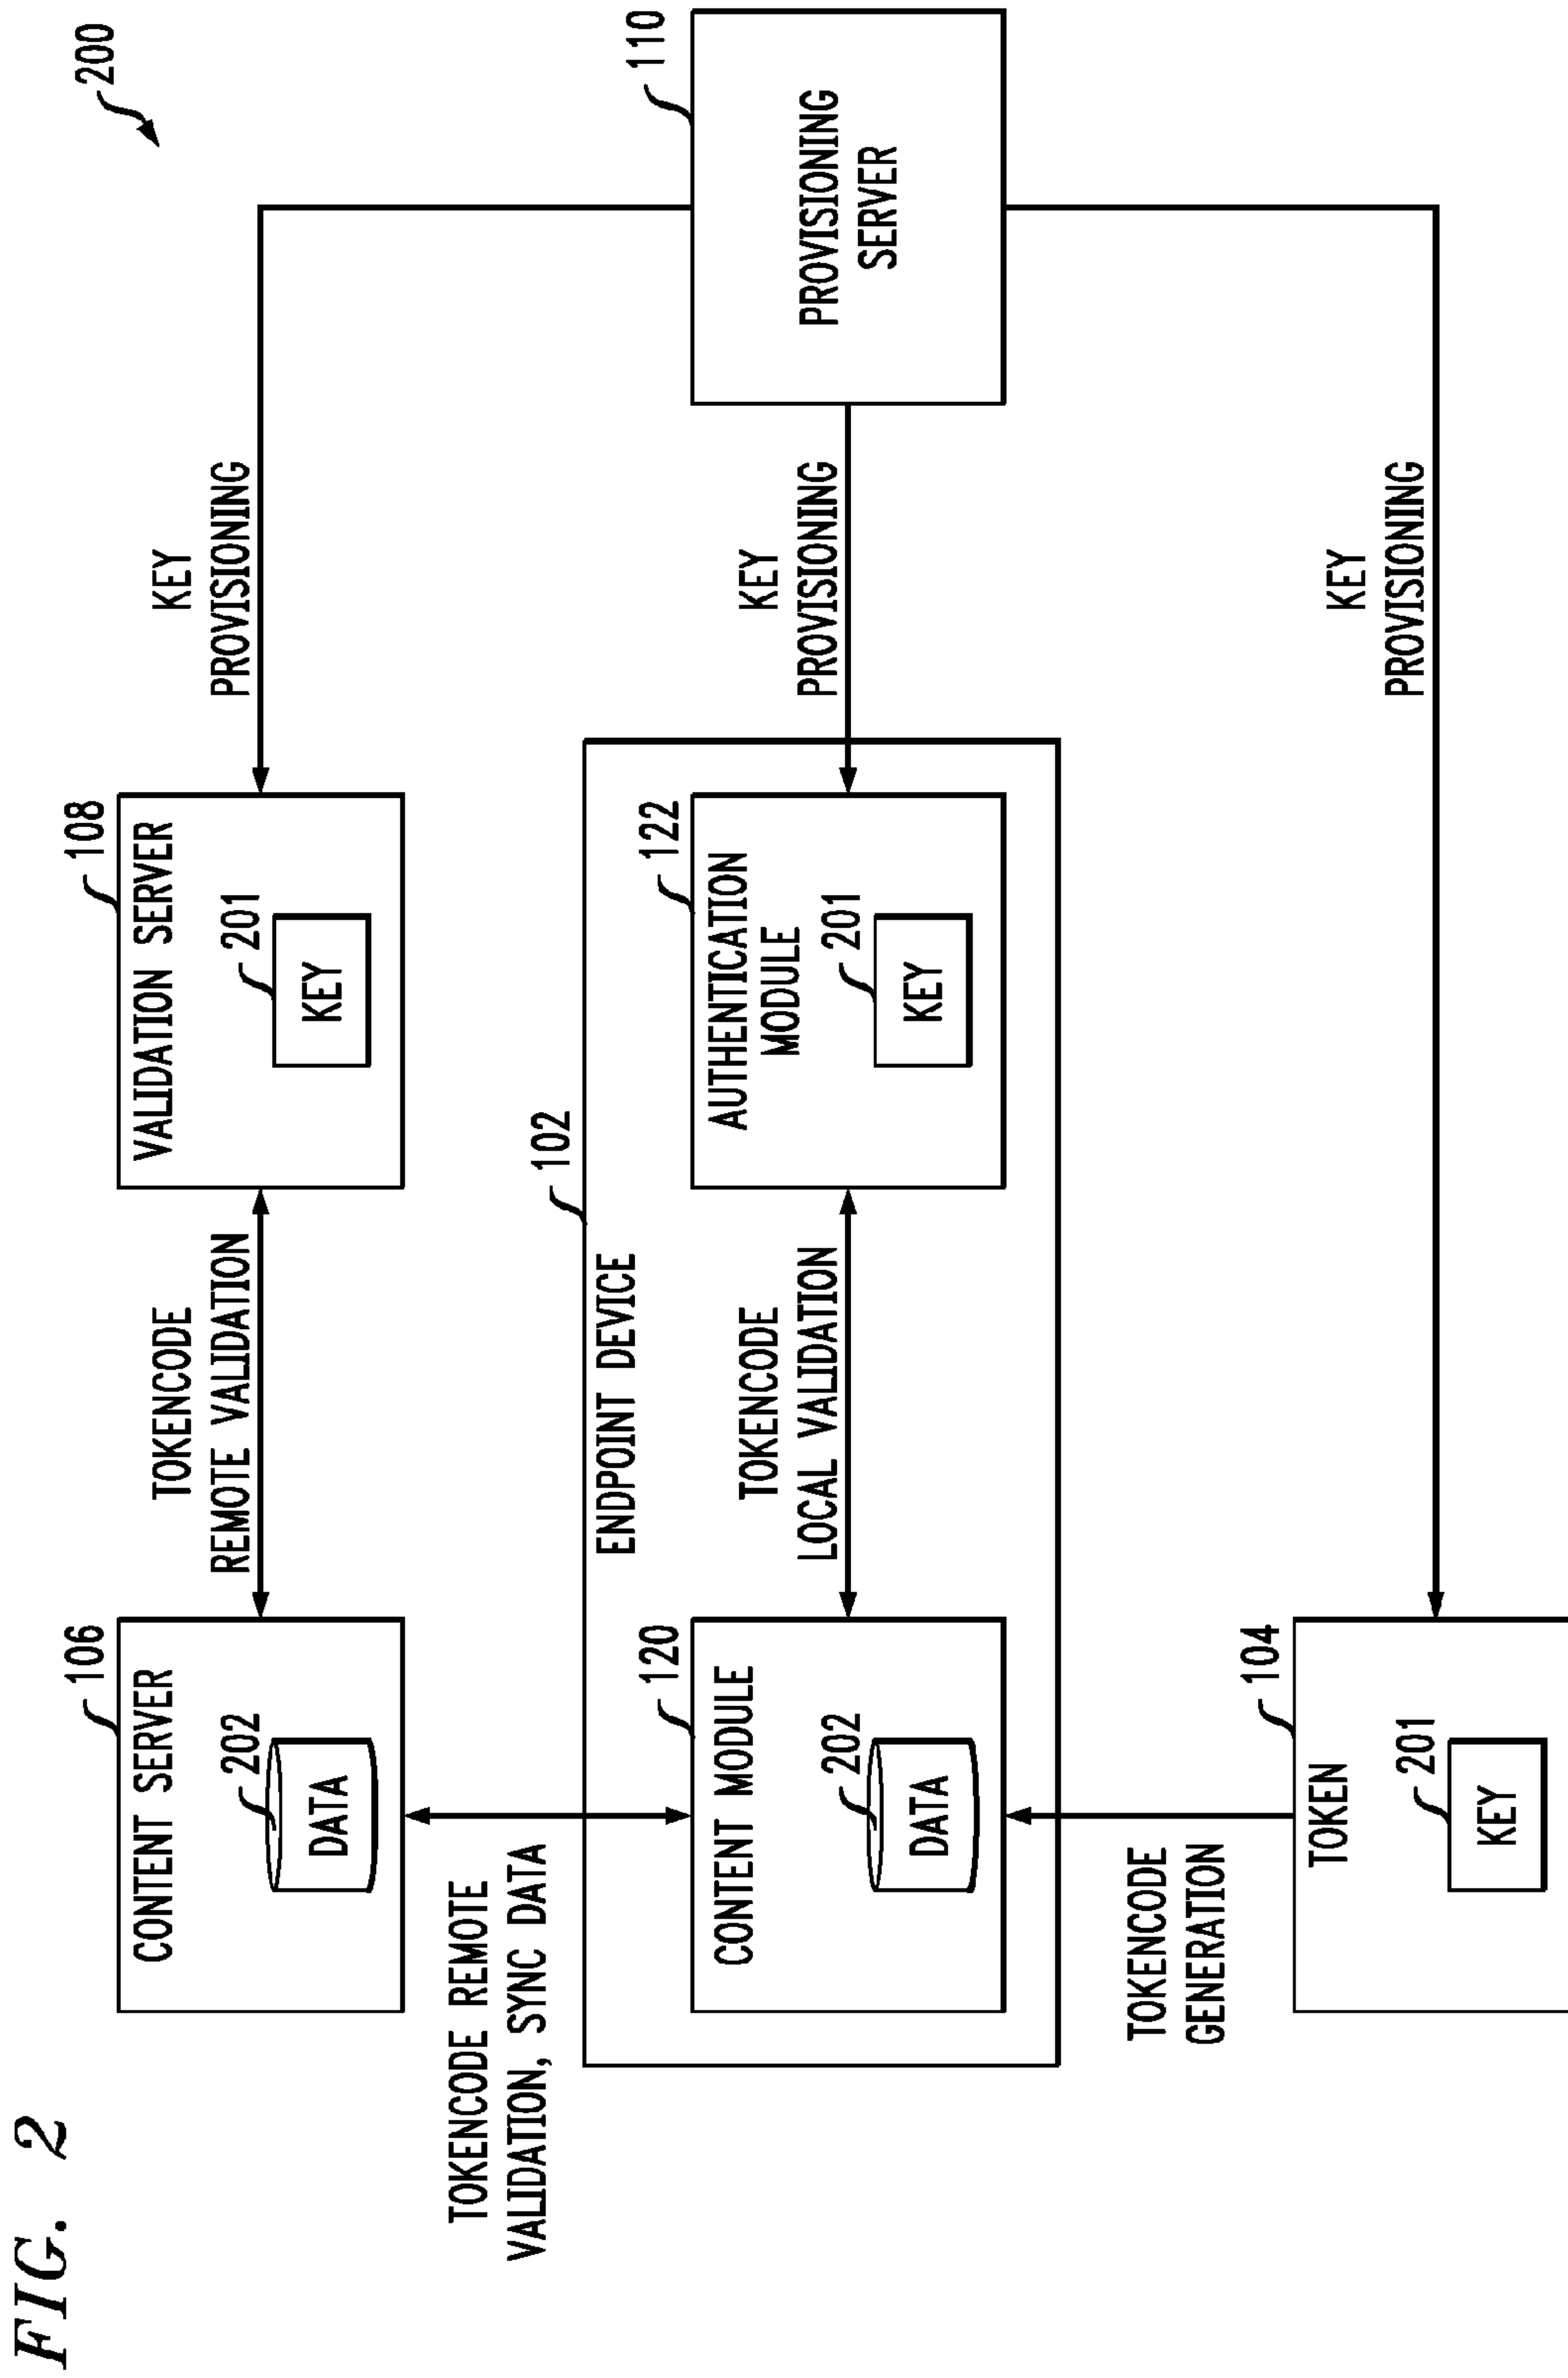 FIG. 2
200
106
CONTENT SERVER
202
DATA
TOKENCODE
REMOTE VALIDATION
108
VALIDATION SERVER
201
KEY
KEY
PROVISIONING
TOKENCODE REMOTE
VALIDATION, SYNC DATA
102
ENDPOINT DEVICE
120
CONTENT MODULE
202
DATA
TOKENCODE
LOCAL VALIDATION
122
AUTHENTICATION
MODULE
201
KEY
KEY
PROVISIONING
110
PROVISIONING
SERVER
TOKENCODE
GENERATION
104
TOKEN
201
KEY
KEY
PROVISIONING